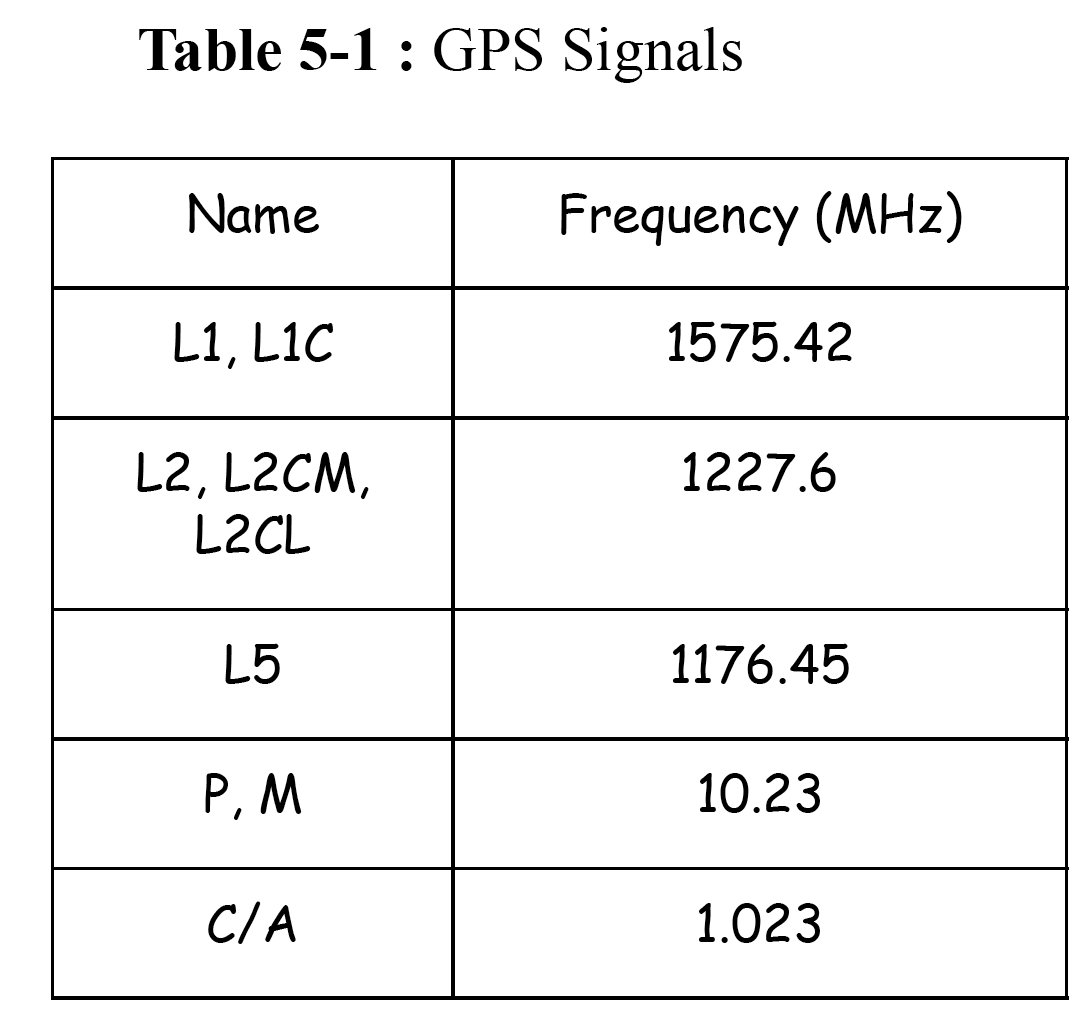 Table 5-1 : GPS Signals
Name Frequency (MHz)
L1, L1C 1575.42
L2, L2CM, 1227.6
L2CL
L5 1176.45
P, M 10.23
C/A 1.023